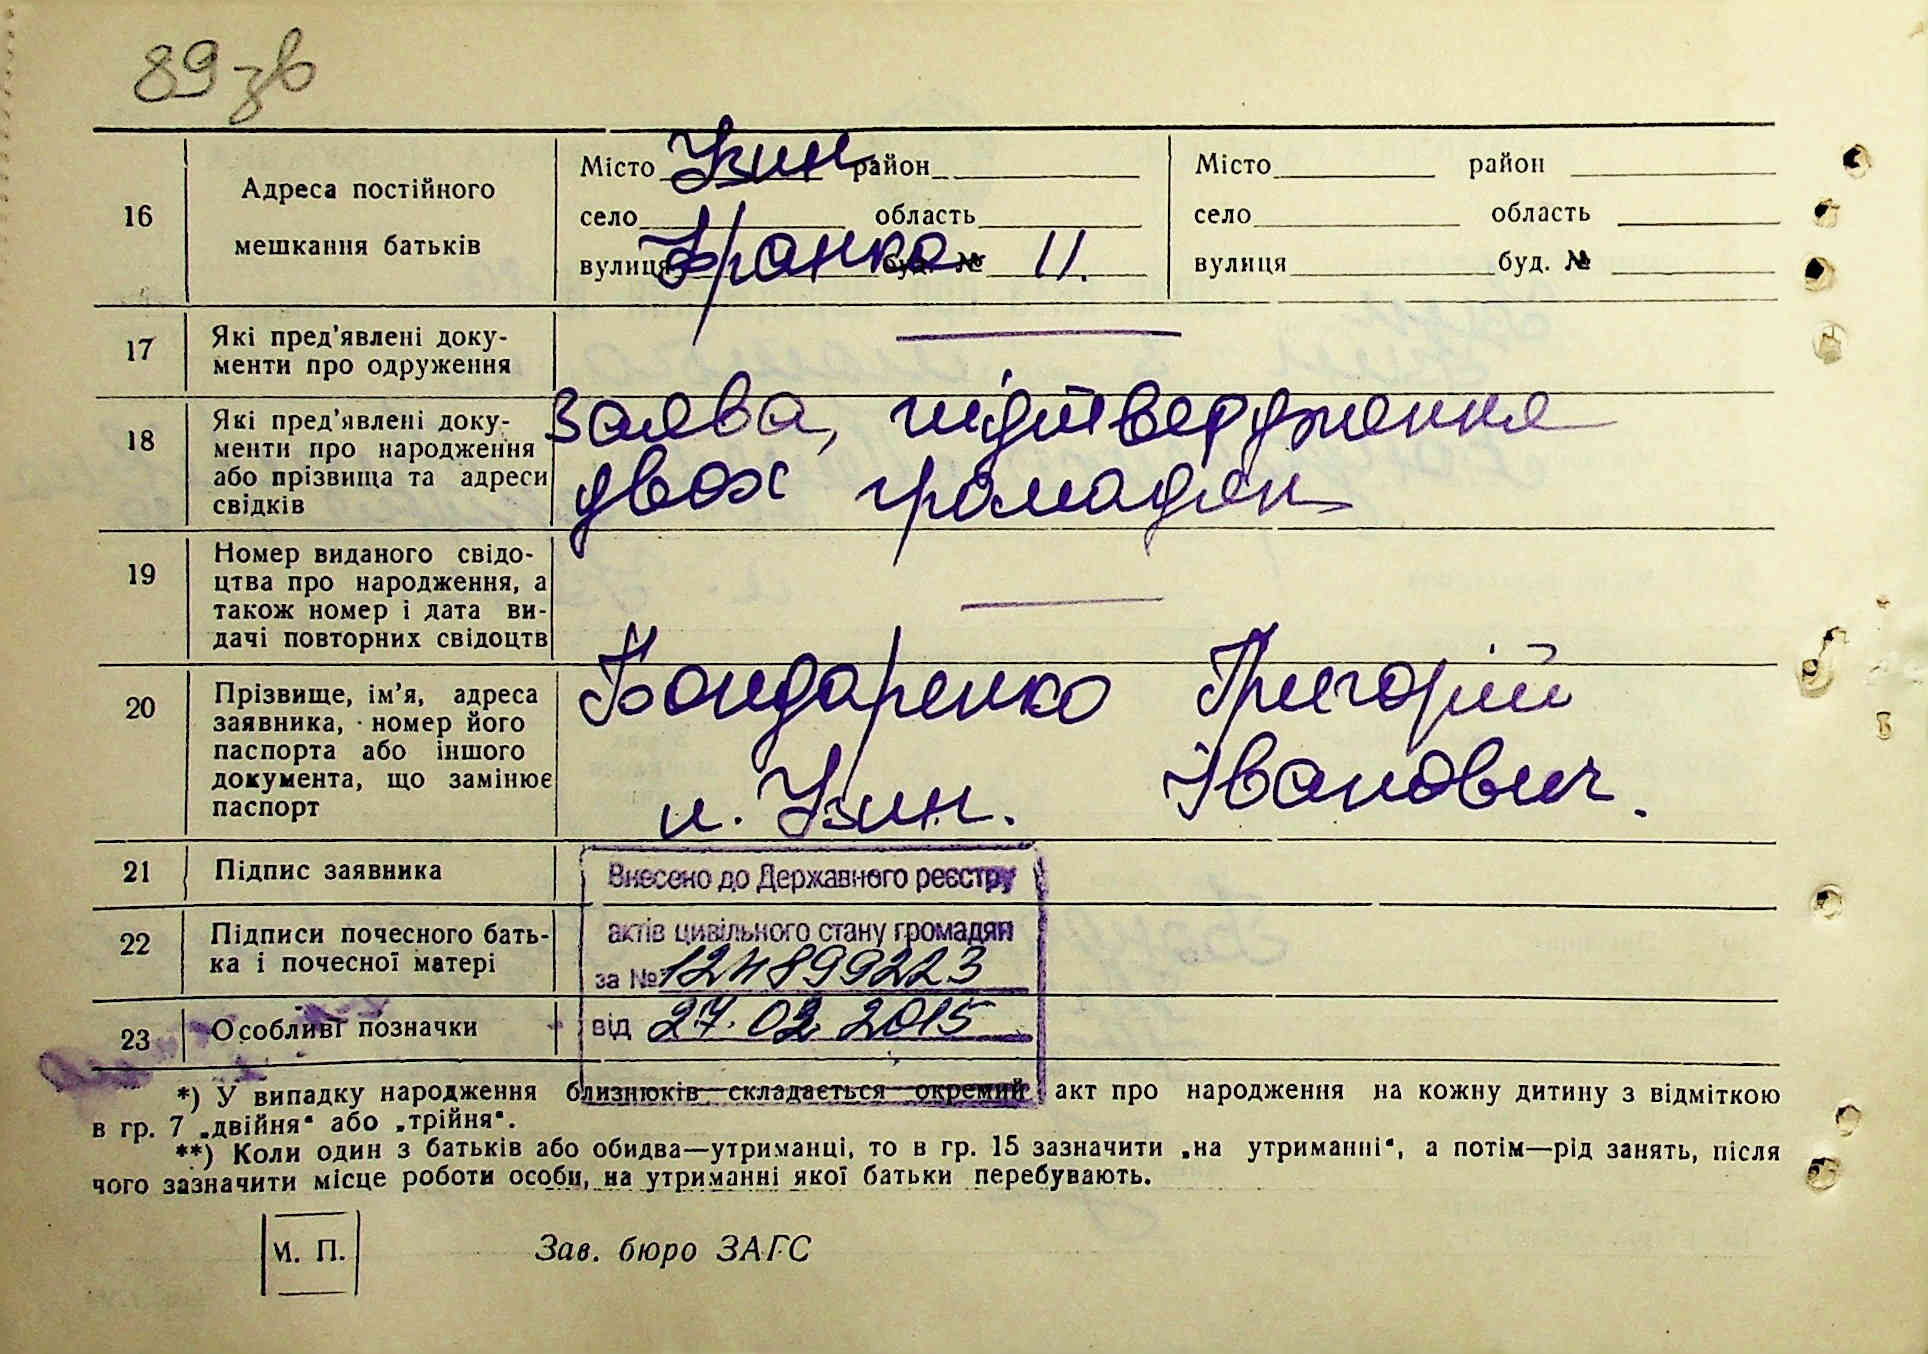 89 зв
16 Адреса постійного мешкання батьків
Місто Узин район
село область
вулиця Франка буд. № 11.
Місто район
село область
вулиця буд. №
17 Які пред'явлені доку-
менти про одруження
18 Які пред'явлені доку-
менти про народження
або прізвища та адреси
свідків
Заява, підтвердження
двох громадян
19 Номер виданого свідо-
цтва про народження, а
також номер і дата ви-
дачі повторних свідоцтв
20 Прізвище, ім'я, адреса
заявника, номер його
паспорта або іншого
документа, що замінює
паспорт
Бондаренко Григорій
м. Узин. Іванович.
21 Підпис заявника
22 Підписи почесного бать-
ка і почесної матері
23 Особливі позначки
Внесено до Державного реєстру
актів цивільного стану громадян
за № 124899223
від 27.02 2015
*) У випадку народження близнюків складається окремий акт про народження на кожну дитину з відміткою
в гр. 7 „двійня“ або „трійня“.
**) Коли один з батьків або обидва—утриманці, то в гр. 15 зазначити „на утриманні“, а потім—рід занять, після
чого зазначити місце роботи особи, на утриманні якої батьки перебувають.
М. П.
Зав. бюро ЗАГС